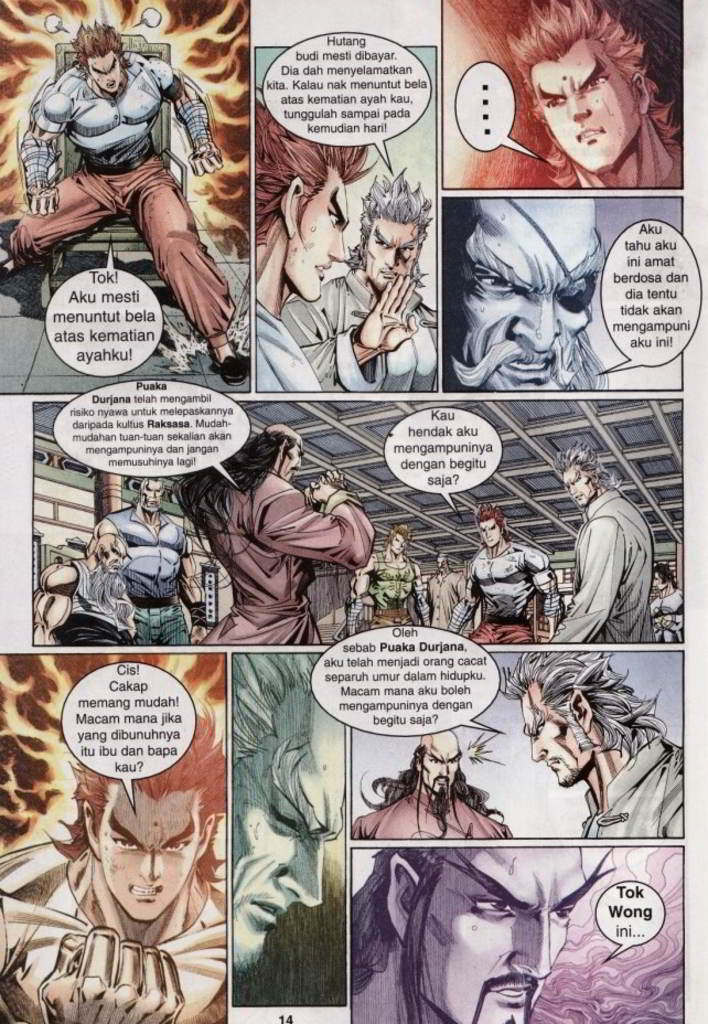 Tok!
Aku mesti
menuntut bela
atas kematian
ayahku!
Hutang
budi mesti dibayar.
Dia dah menyelamatkan
kita. Kalau nak menuntut bela
atas kematian ayah kau,
tunggulah sampai pada
kemudian hari!
....
Aku
tahu aku
ini amat
berdosa dan
dia tentu
tidak akan
mengampuni
aku ini!
Puaka
Durjana telah mengambil
risiko nyawa untuk melepaskannya
daripada kultus Raksasa. Mudah-
mudahan tuan-tuan sekalian akan
mengampuninya dan jangan
memusuhinya lagi!
Kau
hendak aku
mengampuninya
dengan begitu
saja?
Cis!
Cakap
memang mudah!
Macam mana jika
yang dibunuhnya
itu ibu dan bapa
kau?
Oleh
sebab Puaka Durjana,
aku telah menjadi orang cacat
separuh umur dalam hidupku.
Macam mana aku boleh
mengampuninya dengan
begitu saja?
Tok
Wong
ini...
14